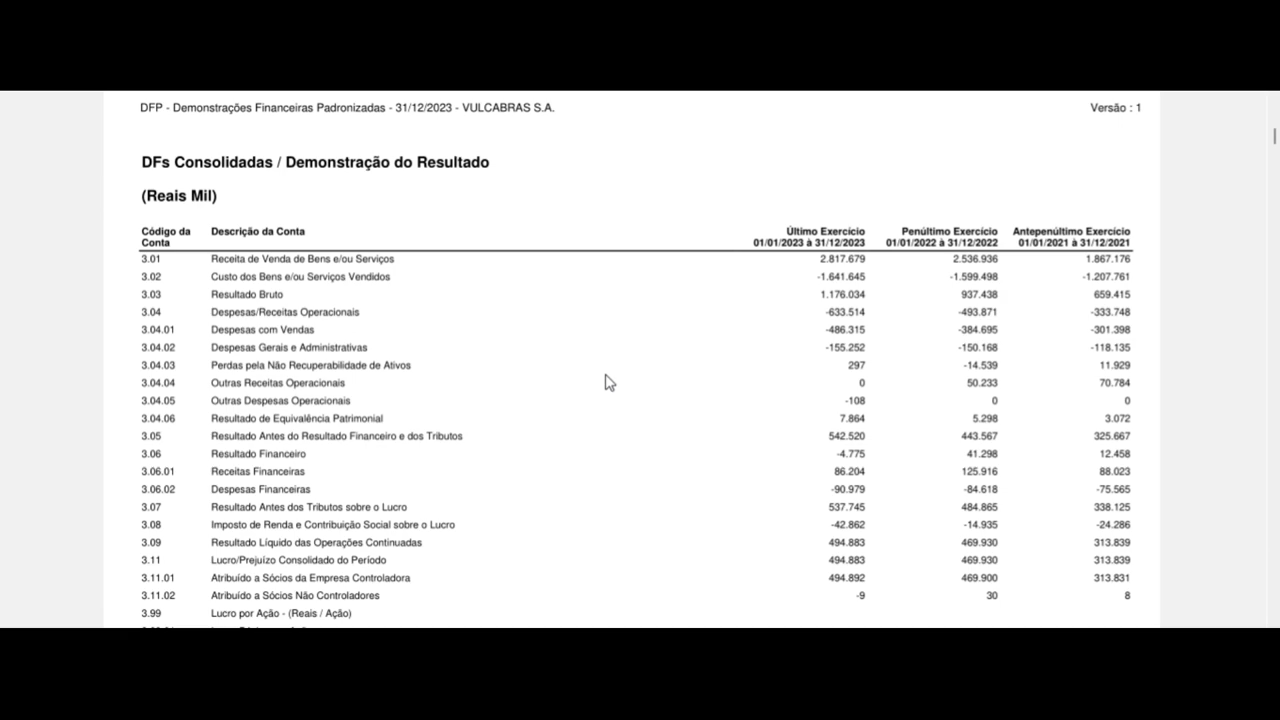 DFP - Demonstrações Financeiras Padronizadas - 31/12/2023 - VULCABRAS S.A. Versão : 1
DFs Consolidadas / Demonstração do Resultado
(Reais Mil)
Código da Conta Descrição da Conta Último Exercício 01/01/2023 à 31/12/2023 Penúltimo Exercício 01/01/2022 à 31/12/2022 Antepenúltimo Exercício 01/01/2021 à 31/12/2021
3.01 Receita de Venda de Bens e/ou Serviços 2.817.679 2.536.936 1.867.176
3.02 Custo dos Bens e/ou Serviços Vendidos -1.641.645 -1.599.498 -1.207.761
3.03 Resultado Bruto 1.176.034 937.438 659.415
3.04 Despesas/Receitas Operacionais -633.514 -493.871 -333.748
3.04.01 Despesas com Vendas -486.315 -384.695 -301.398
3.04.02 Despesas Gerais e Administrativas -155.252 -150.168 -118.135
3.04.03 Perdas pela Não Recuperabilidade de Ativos 297 -14.539 11.929
3.04.04 Outras Receitas Operacionais 0 50.233 70.784
3.04.05 Outras Despesas Operacionais -108 0 0
3.04.06 Resultado de Equivalência Patrimonial 7.864 5.298 3.072
3.05 Resultado Antes do Resultado Financeiro e dos Tributos 542.520 443.567 325.667
3.06 Resultado Financeiro -4.775 41.298 12.458
3.06.01 Receitas Financeiras 86.204 125.916 88.023
3.06.02 Despesas Financeiras -90.979 -84.618 -75.565
3.07 Resultado Antes dos Tributos sobre o Lucro 537.745 484.865 338.125
3.08 Imposto de Renda e Contribuição Social sobre o Lucro -42.862 -14.935 -24.286
3.09 Resultado Líquido das Operações Continuadas 494.883 469.930 313.839
3.11 Lucro/Prejuízo Consolidado do Período 494.883 469.930 313.839
3.11.01 Atribuído a Sócios da Empresa Controladora 494.892 469.900 313.831
3.11.02 Atribuído a Sócios Não Controladores -9 30 8
3.99 Lucro por Ação - (Reais / Ação)